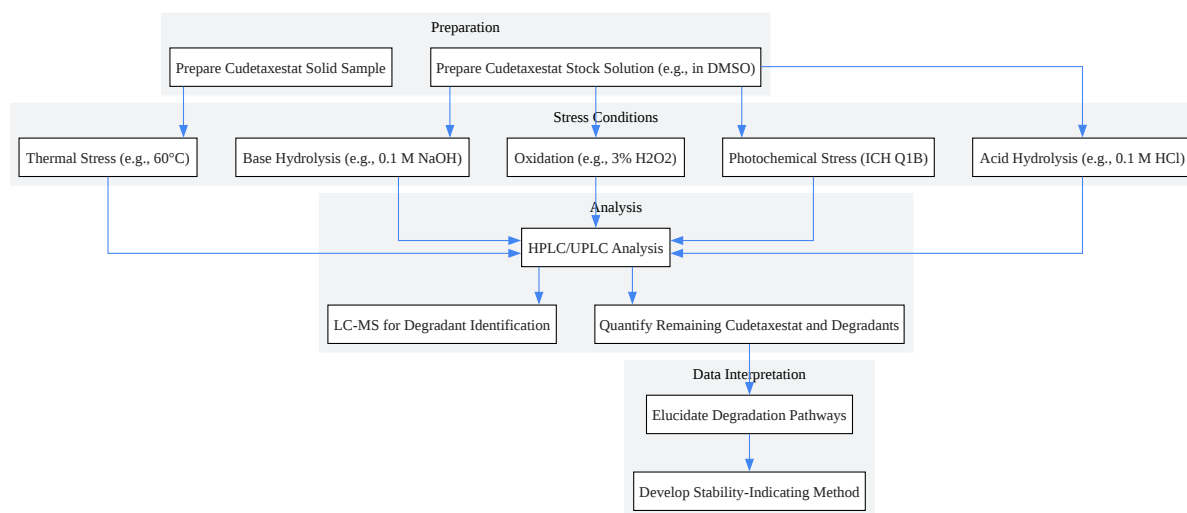 Preparation
Prepare Cudetaxestat Solid Sample
Prepare Cudetaxestat Stock Solution (e.g., in DMSO)
Stress Conditions
Thermal Stress (e.g., 60°C)
Base Hydrolysis (e.g., 0.1 M NaOH)
Oxidation (e.g., 3% H2O2)
Photochemical Stress (ICH Q1B)
Acid Hydrolysis (e.g., 0.1 M HCl)
Analysis
HPLC/UPLC Analysis
LC-MS for Degradant Identification
Quantify Remaining Cudetaxestat and Degradants
Data Interpretation
Elucidate Degradation Pathways
Develop Stability-Indicating Method